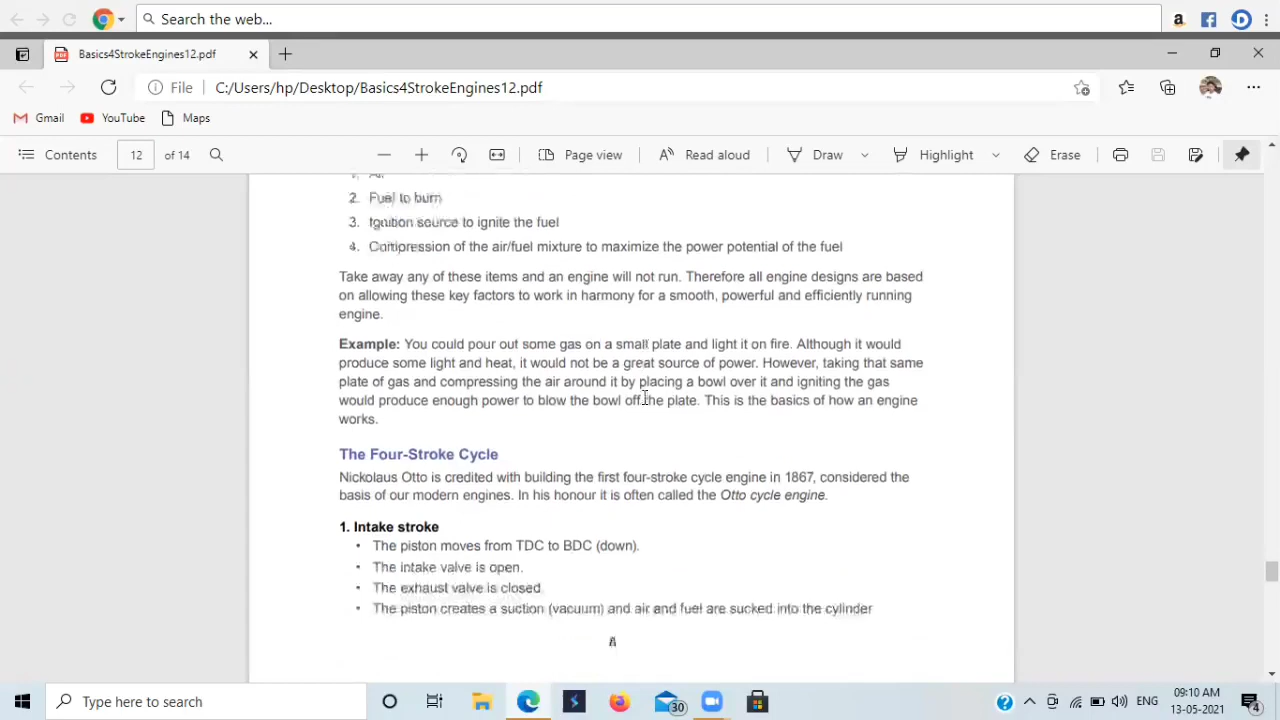 Search the web...
Basics4StrokeEngines12.pdf
File C:/Users/hp/Desktop/Basics4StrokeEngines12.pdf
Gmail YouTube Maps
Contents 12 of 14 Page view Read aloud Draw Highlight Erase
2. Fuel to burn
3. Ignition source to ignite the fuel
4. Compression of the air/fuel mixture to maximize the power potential of the fuel
Take away any of these items and an engine will not run. Therefore all engine designs are based
on allowing these key factors to work in harmony for a smooth, powerful and efficiently running
engine.
Example: You could pour out some gas on a small plate and light it on fire. Although it would
produce some light and heat, it would not be a great source of power. However, taking that same
plate of gas and compressing the air around it by placing a bowl over it and igniting the gas
would produce enough power to blow the bowl off the plate. This is the basics of how an engine
works.
The Four-Stroke Cycle
Nickolaus Otto is credited with building the first four-stroke cycle engine in 1867, considered the
basis of our modern engines. In his honour it is often called the Otto cycle engine.
1. Intake stroke
• The piston moves from TDC to BDC (down).
• The intake valve is open.
• The exhaust valve is closed.
• The piston creates a suction (vacuum) and air and fuel are sucked into the cylinder
Type here to search
30
ENG
09:10 AM
13-05-2021
4